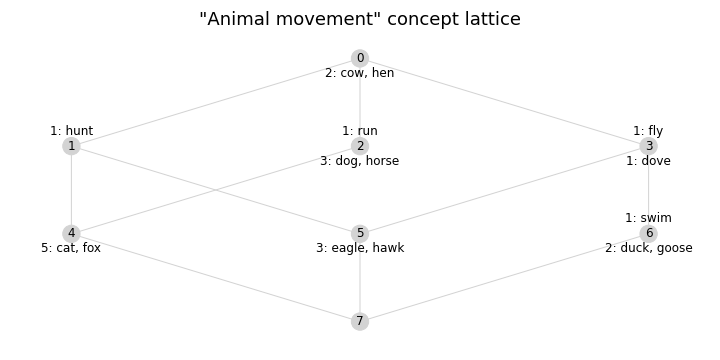 "Animal movement" concept lattice
0
2: cow, hen
1: hunt
1: run
1: fly
1
2
3
3: dog, horse
1: dove
1: swim
4
5
6
5: cat, fox
3: eagle, hawk
2: duck, goose
7